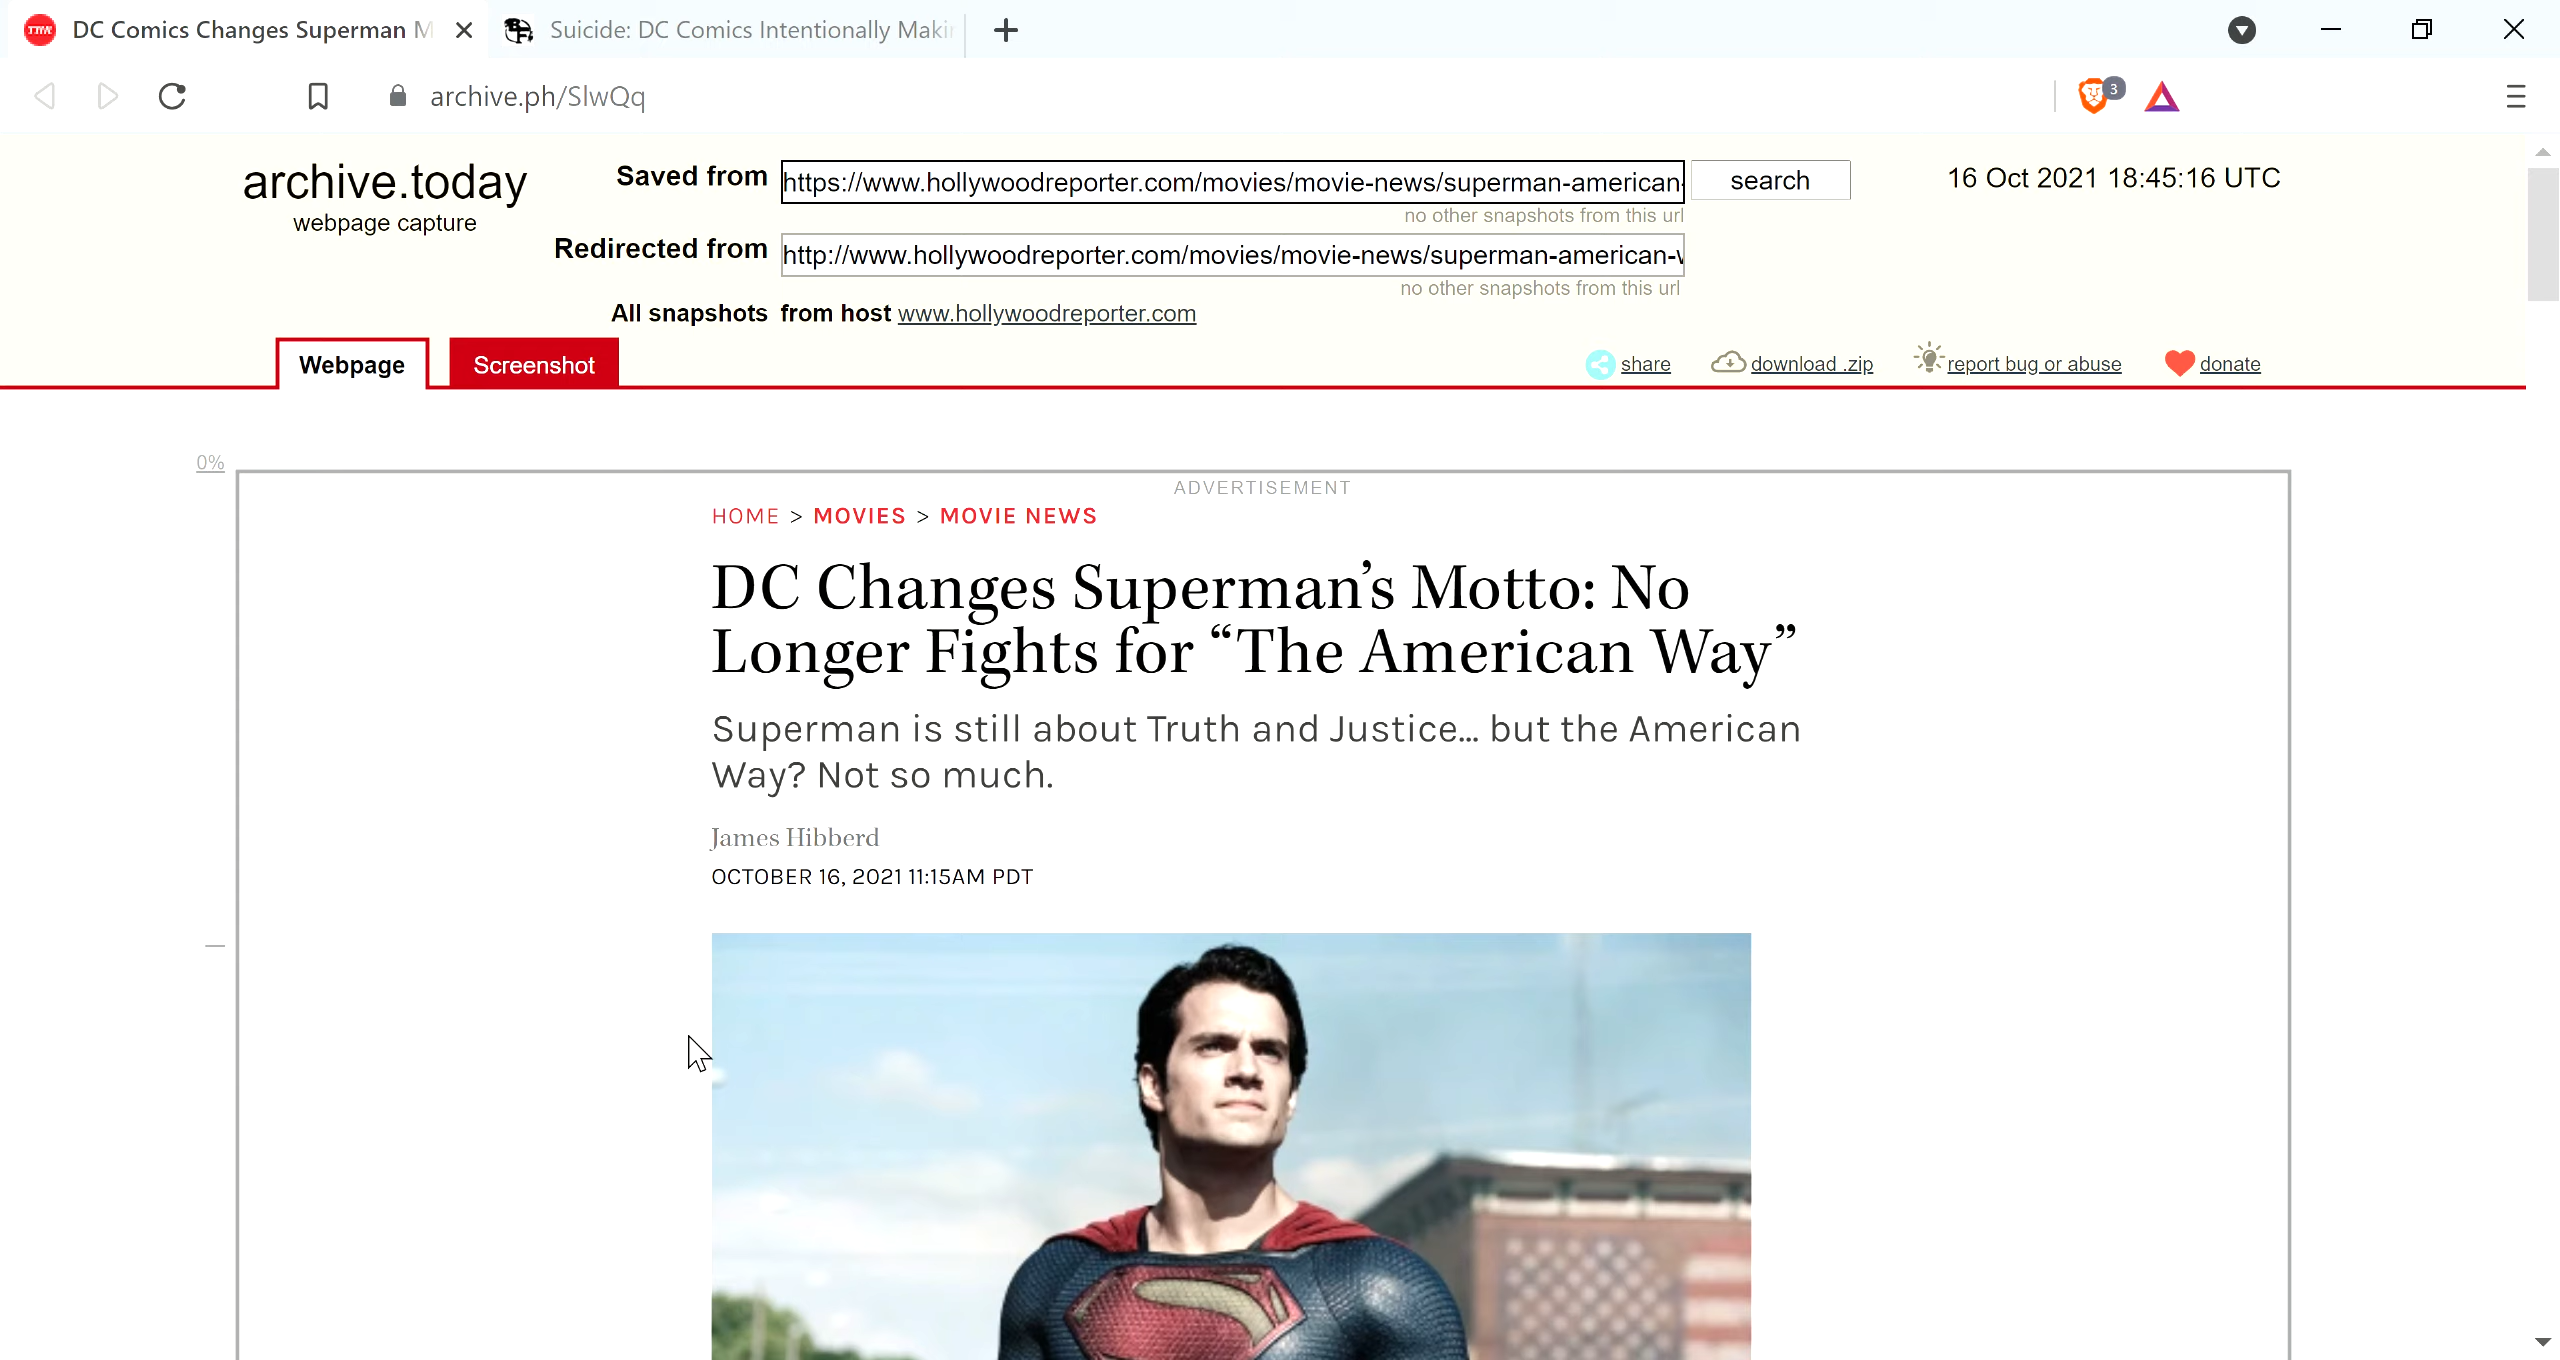 DC Comics Changes Superman M
Suicide: DC Comics Intentionally Makin
archive.ph/SlwQq
3
archive.today
webpage capture
Saved from
https://www.hollywoodreporter.com/movies/movie-news/superman-american-
search
16 Oct 2021 18:45:16 UTC
no other snapshots from this url
Redirected from
http://www.hollywoodreporter.com/movies/movie-news/superman-american-w
no other snapshots from this url
All snapshots from host www.hollywoodreporter.com
Webpage
Screenshot
share
download .zip
report bug or abuse
donate
0%
ADVERTISEMENT
HOME > MOVIES > MOVIE NEWS
DC Changes Superman’s Motto: No
Longer Fights for “The American Way”
Superman is still about Truth and Justice... but the American
Way? Not so much.
James Hibberd
OCTOBER 16, 2021 11:15AM PDT